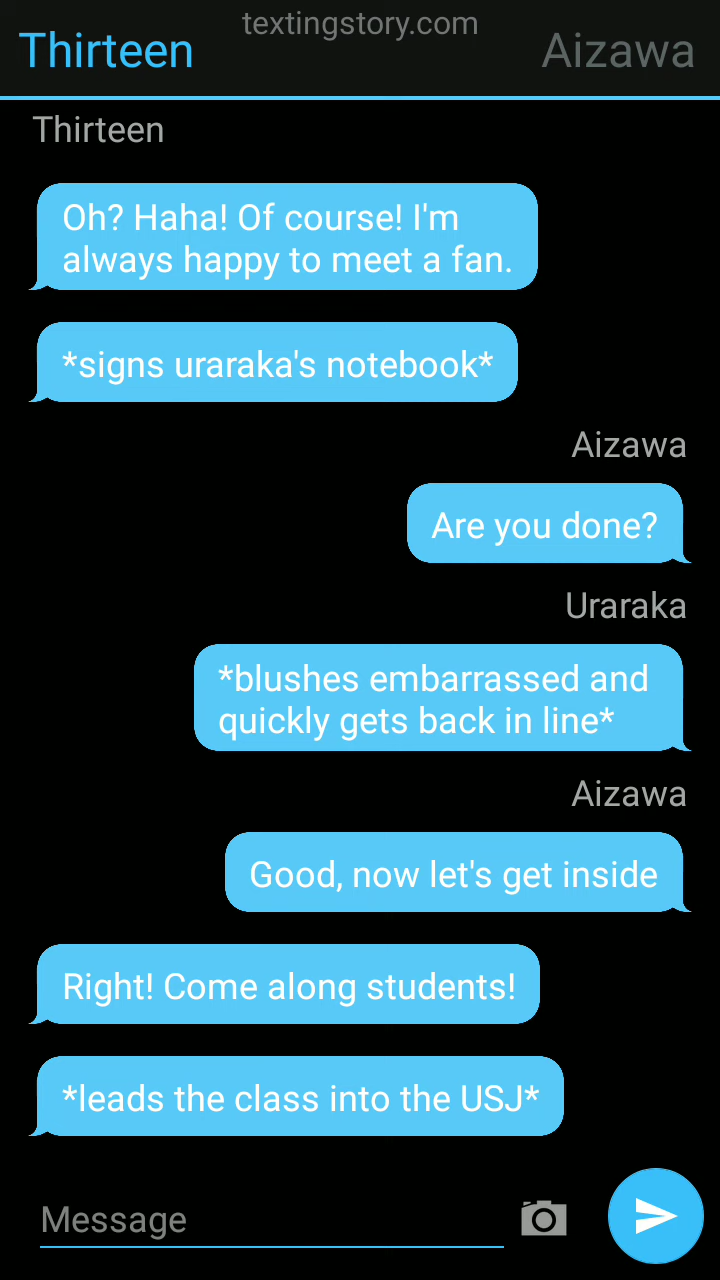 textingstory.com
Thirteen
Aizawa
Thirteen
Oh? Haha! Of course! I'm
always happy to meet a fan.
*signs uraraka's notebook*
Aizawa
Are you done?
Uraraka
*blushes embarrassed and
quickly gets back in line*
Aizawa
Good, now let's get inside
Right! Come along students!
*leads the class into the USJ*
Message